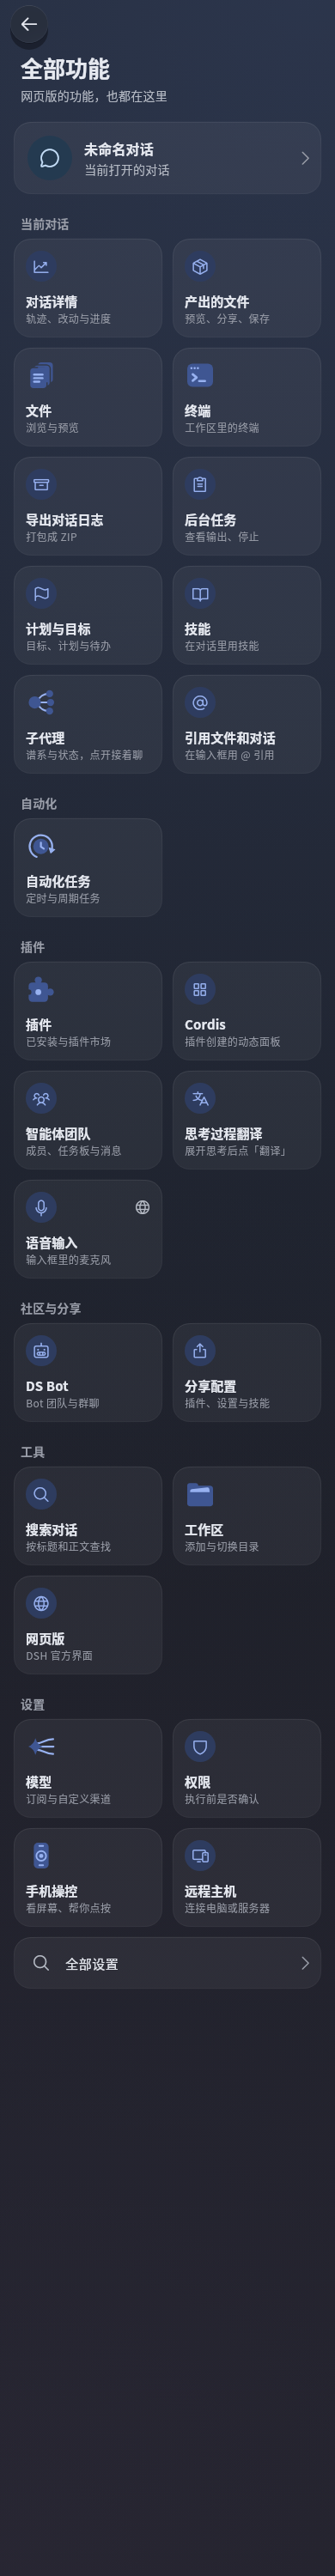 全部功能
网页版的功能，也都在这里
未命名对话
当前打开的对话
当前对话
对话详情
轨迹、改动与进度
产出的文件
预览、分享、保存
文件
浏览与预览
终端
工作区里的终端
导出对话日志
打包成 ZIP
后台任务
查看输出、停止
计划与目标
目标、计划与待办
技能
在对话里用技能
子代理
谱系与状态，点开接着聊
引用文件和对话
在输入框用 @ 引用
自动化
自动化任务
定时与周期任务
插件
插件
已安装与插件市场
Cordis
插件创建的动态面板
智能体团队
成员、任务板与消息
思考过程翻译
展开思考后点「翻译」
语音输入
输入框里的麦克风
社区与分享
DS Bot
Bot 团队与群聊
分享配置
插件、设置与技能
工具
搜索对话
按标题和正文查找
工作区
添加与切换目录
网页版
DSH 官方界面
设置
模型
订阅与自定义渠道
权限
执行前是否确认
手机操控
看屏幕、帮你点按
远程主机
连接电脑或服务器
全部设置